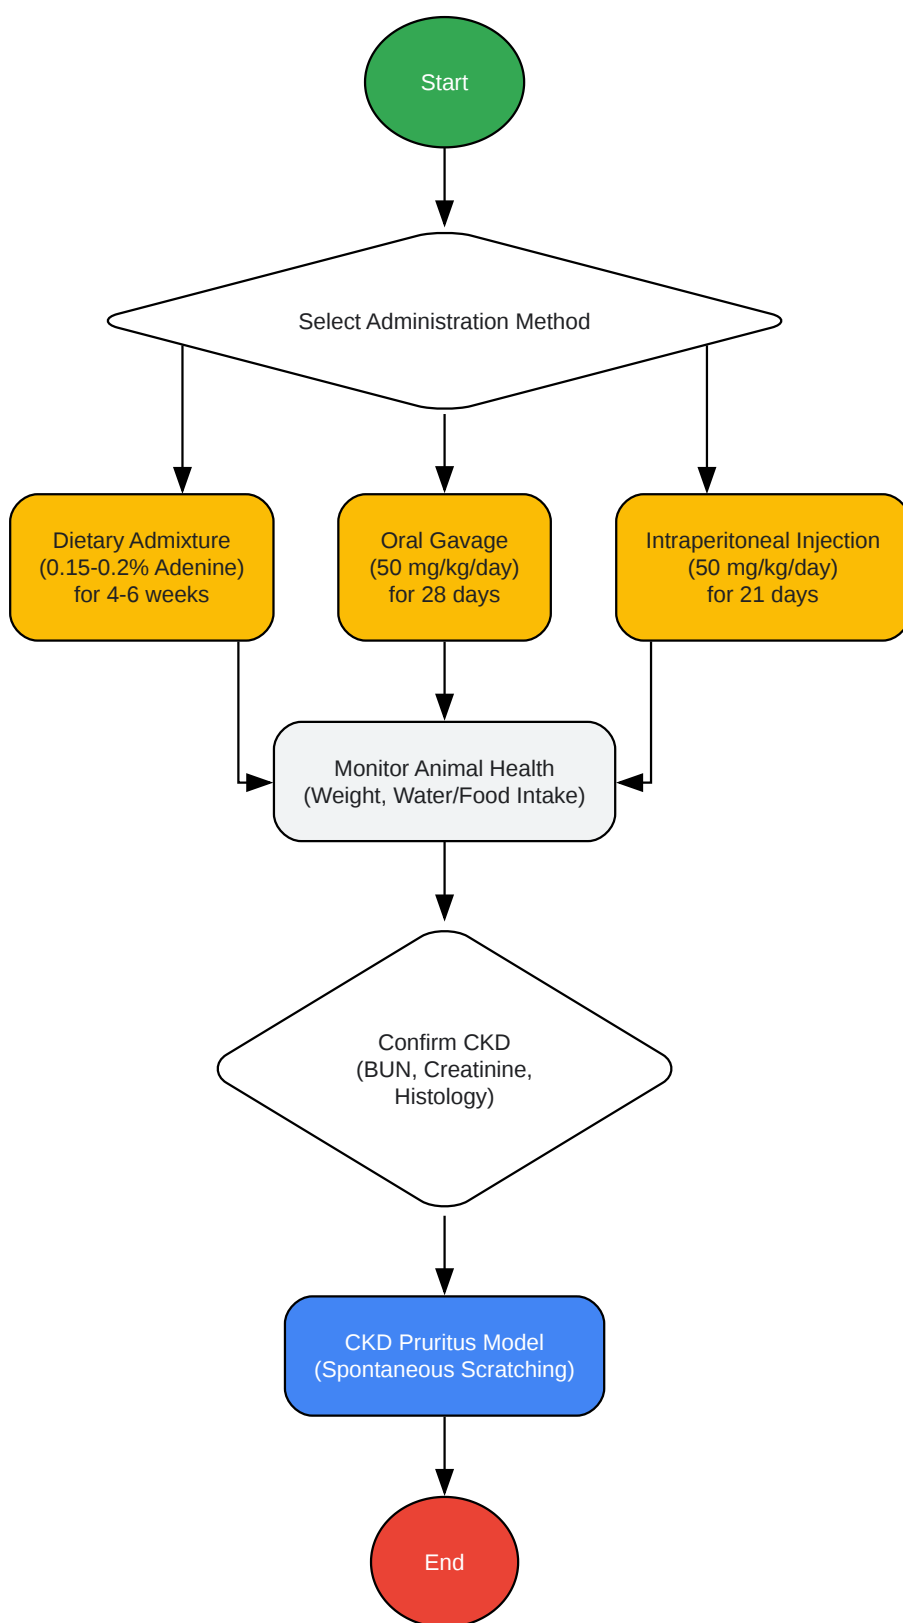 Start
Select Administration Method
Dietary Admixture
(0.15-0.2% Adenine)
for 4-6 weeks
Oral Gavage
(50 mg/kg/day)
for 28 days
Intraperitoneal Injection
(50 mg/kg/day)
for 21 days
Monitor Animal Health
(Weight, Water/Food Intake)
Confirm CKD
(BUN, Creatinine,
Histology)
CKD Pruritus Model
(Spontaneous Scratching)
End